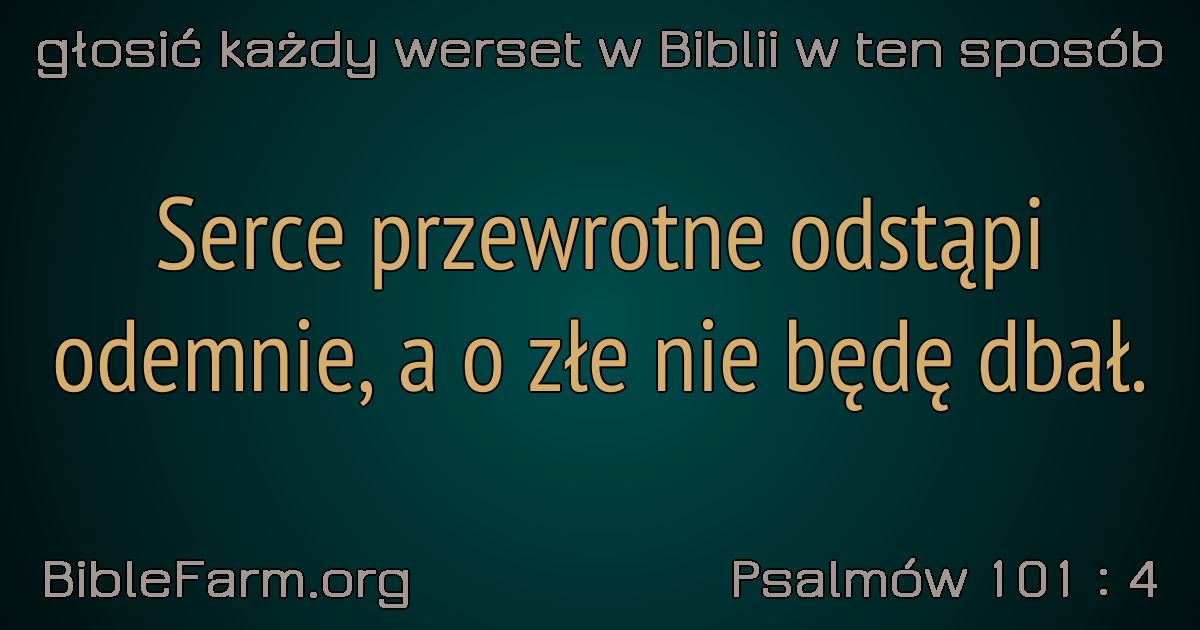 głosić każdy werset w Biblii w ten sposób
Serce przewrotne odstąpi
odemnie, a o złe nie będę dbał.
BibleFarm.org
Psalmów 101 : 4